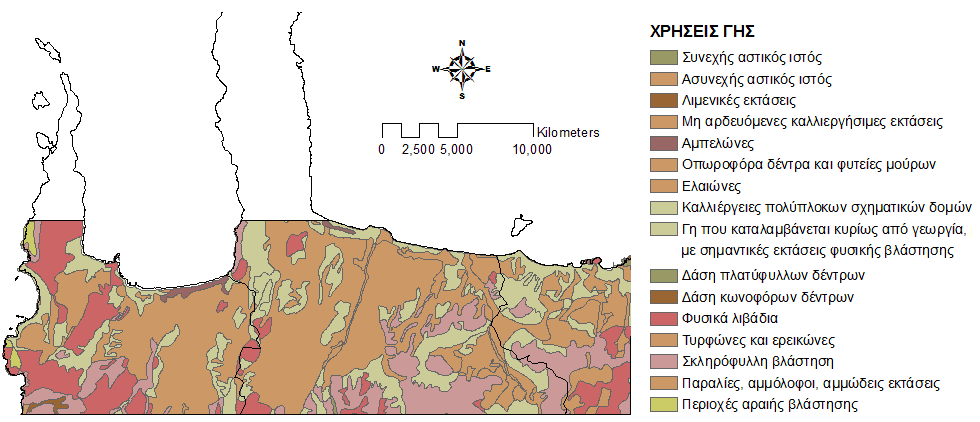 ΧΡΗΣΕΙΣ ΓΗΣ
Συνεχής αστικός ιστός
Ασυνεχής αστικός ιστός
Λιμενικές εκτάσεις
Μη αρδευόμενες καλλιεργήσιμες εκτάσεις
Αμπελώνες
Οπωροφόρα δέντρα και φυτείες μούρων
Ελαιώνες
Καλλιέργειες πολύπλοκων σχηματικών δομών
Γη που καταλαμβάνεται κυρίως από γεωργία,
με σημαντικές εκτάσεις φυσικής βλάστησης
Δάση πλατύφυλλων δέντρων
Δάση κωνοφόρων δέντρων
Φυσικά λιβάδια
Τυρφώνες και ερεικώνες
Σκληρόφυλλη βλάστηση
Παραλίες, αμμόλοφοι, αμμώδεις εκτάσεις
Περιοχές αραιής βλάστησης
N
W E
S
Kilometers
0 2,500 5,000 10,000